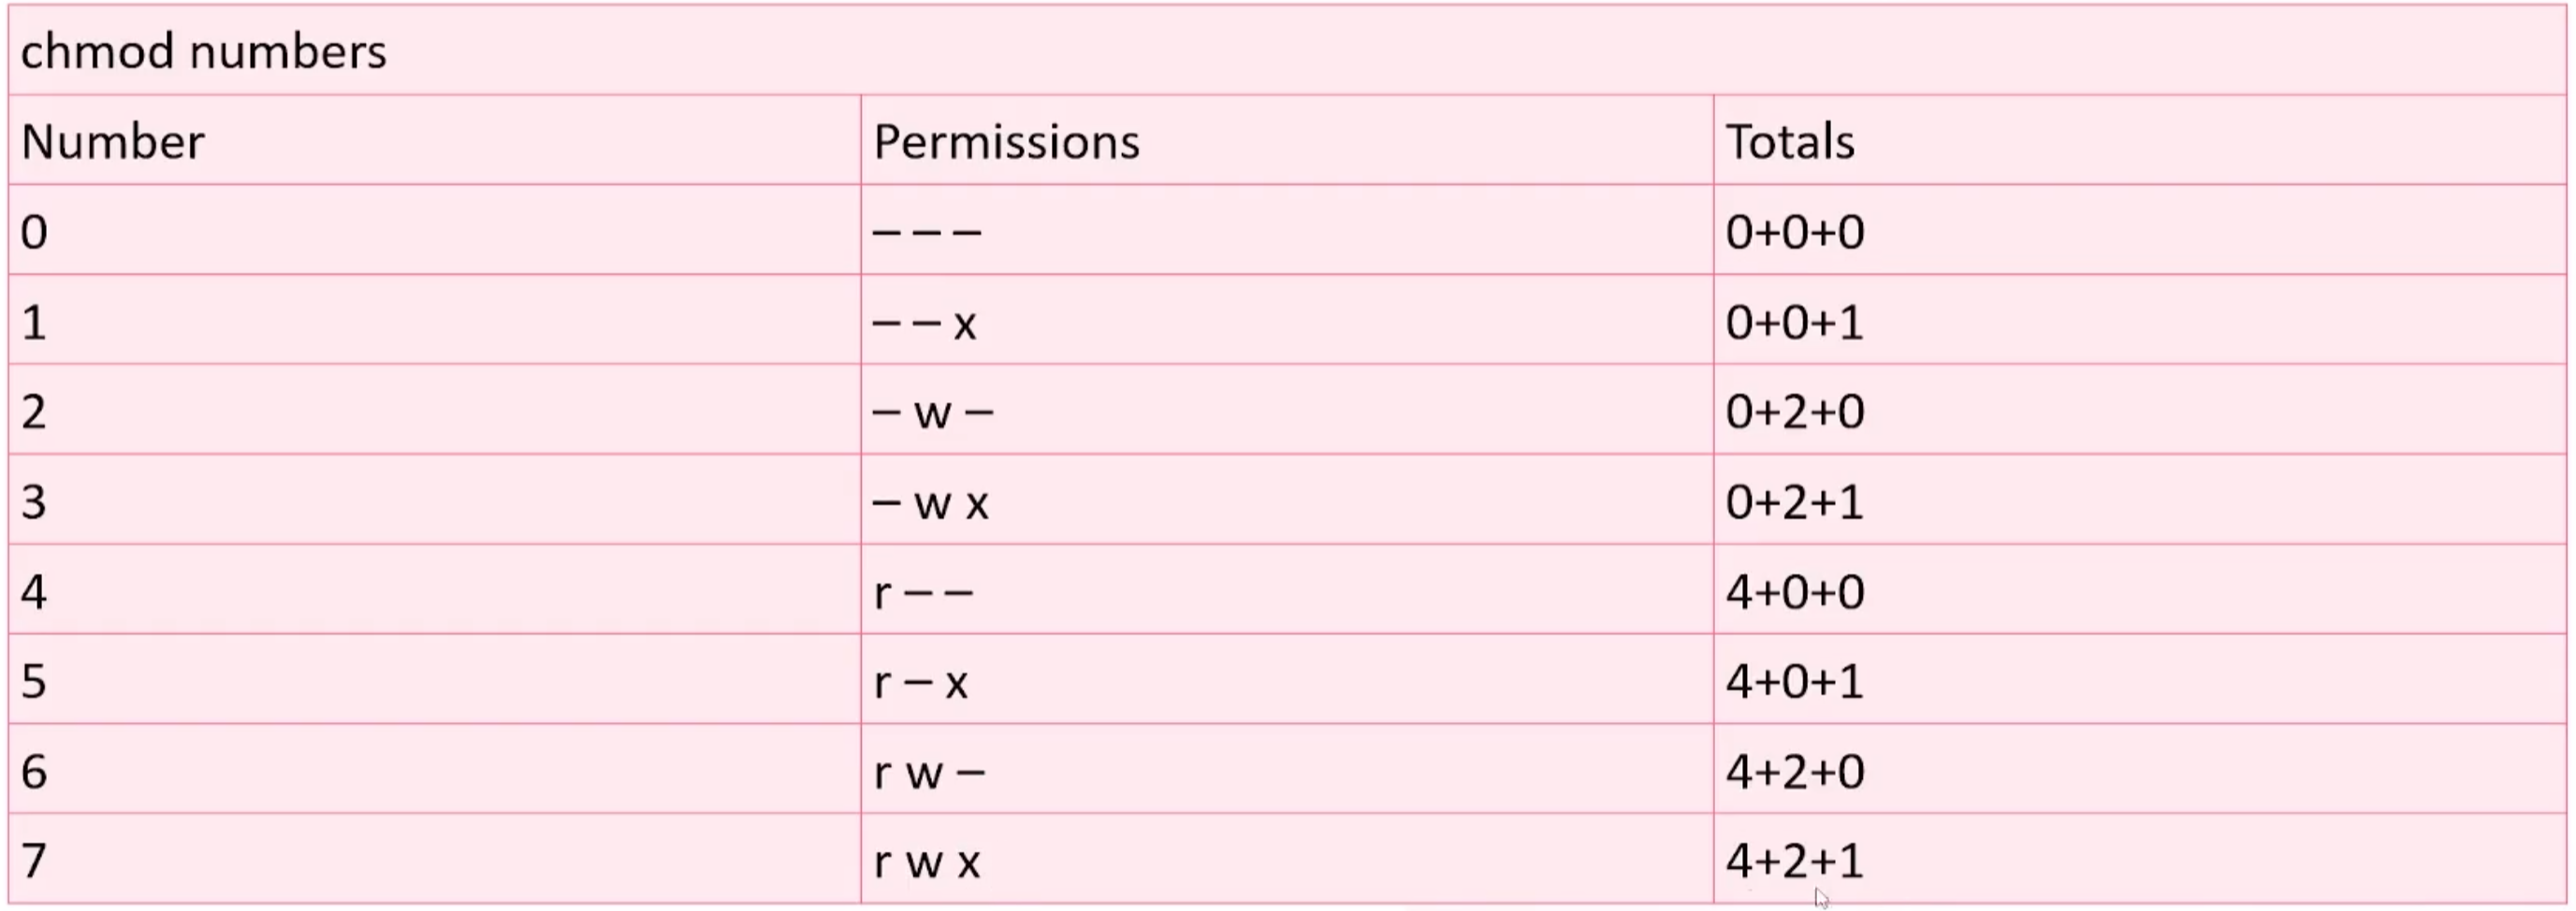 chmod numbers
Number Permissions Totals
0 – – – 0+0+0
1 – – x 0+0+1
2 – w – 0+2+0
3 – w x 0+2+1
4 r – – 4+0+0
5 r – x 4+0+1
6 r w – 4+2+0
7 r w x 4+2+1